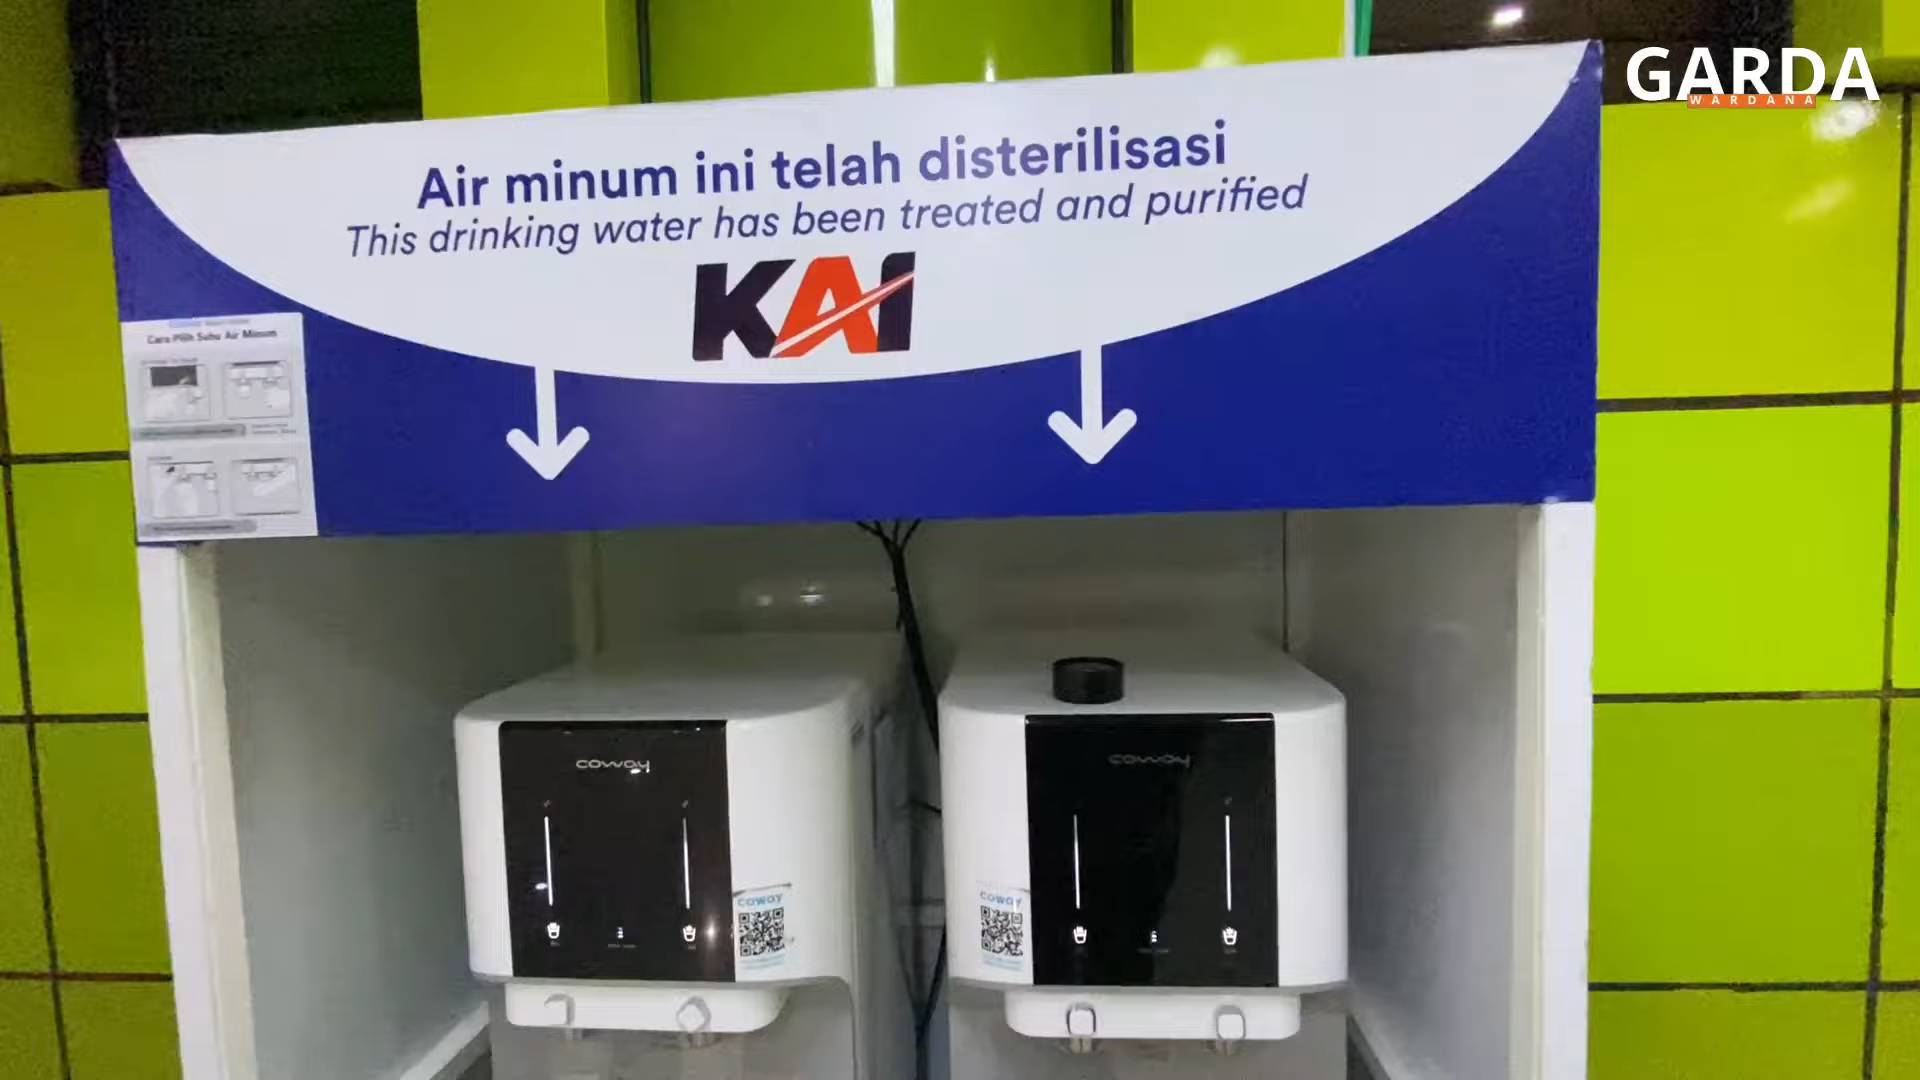 GARDA
WARDANA
Air minum ini telah disterilisasi
This drinking water has been treated and purified
KAI
Cara Pilih Suhu Air Minum
coway
coway
coway
coway